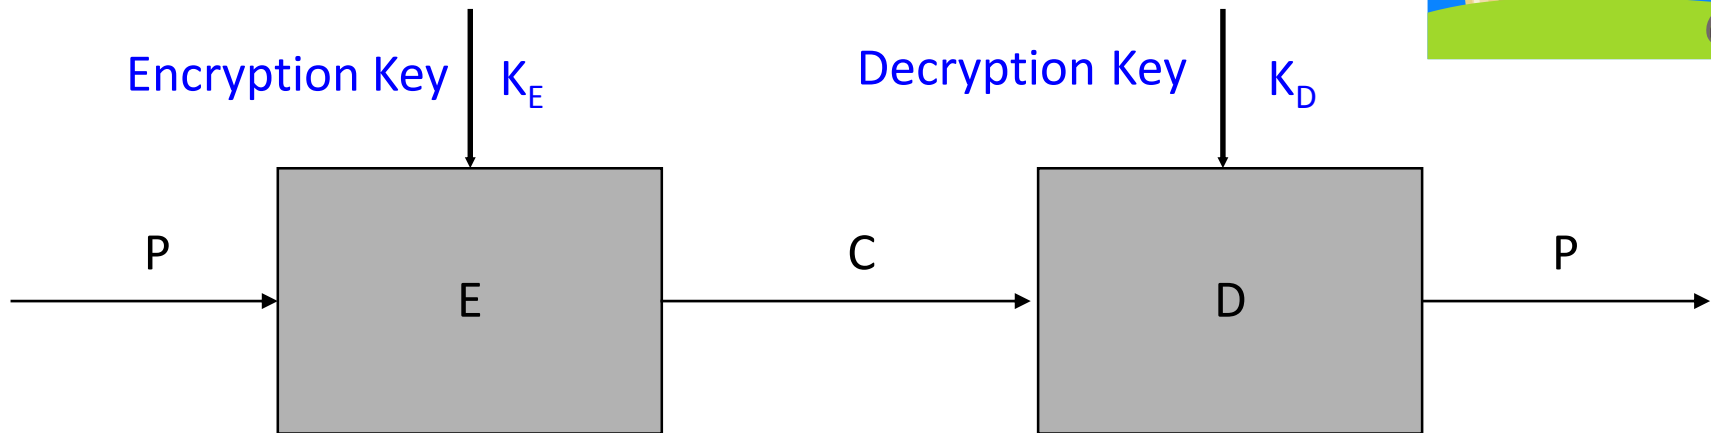 Encryption Key K_E Decryption Key K_D
P C P
E D